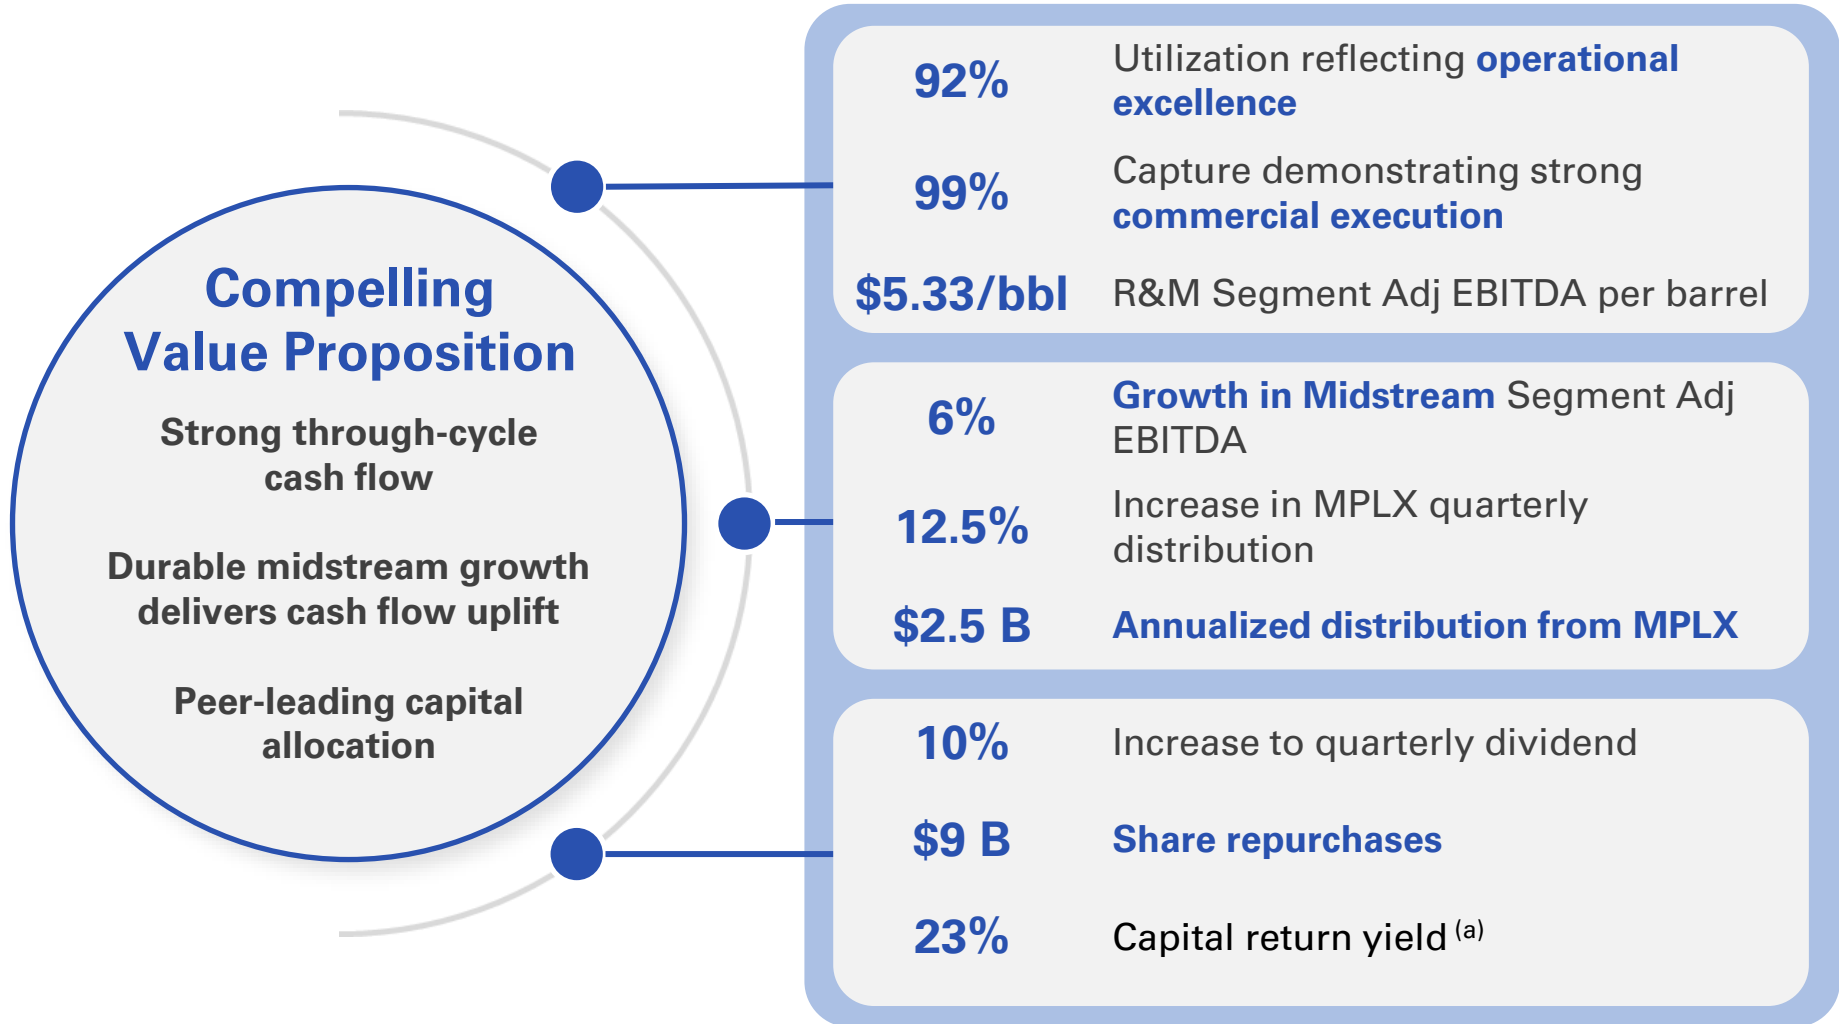 Compelling
Value Proposition
Strong through-cycle
cash flow
Durable midstream growth
delivers cash flow uplift
Peer-leading capital
allocation
92%
Utilization reflecting operational
excellence
99%
Capture demonstrating strong
commercial execution
$5.33/bbl
R&M Segment Adj EBITDA per barrel
6%
Growth in Midstream Segment Adj
EBITDA
12.5%
Increase in MPLX quarterly
distribution
$2.5 B
Annualized distribution from MPLX
10%
Increase to quarterly dividend
$9 B
Share repurchases
23%
Capital return yield (a)